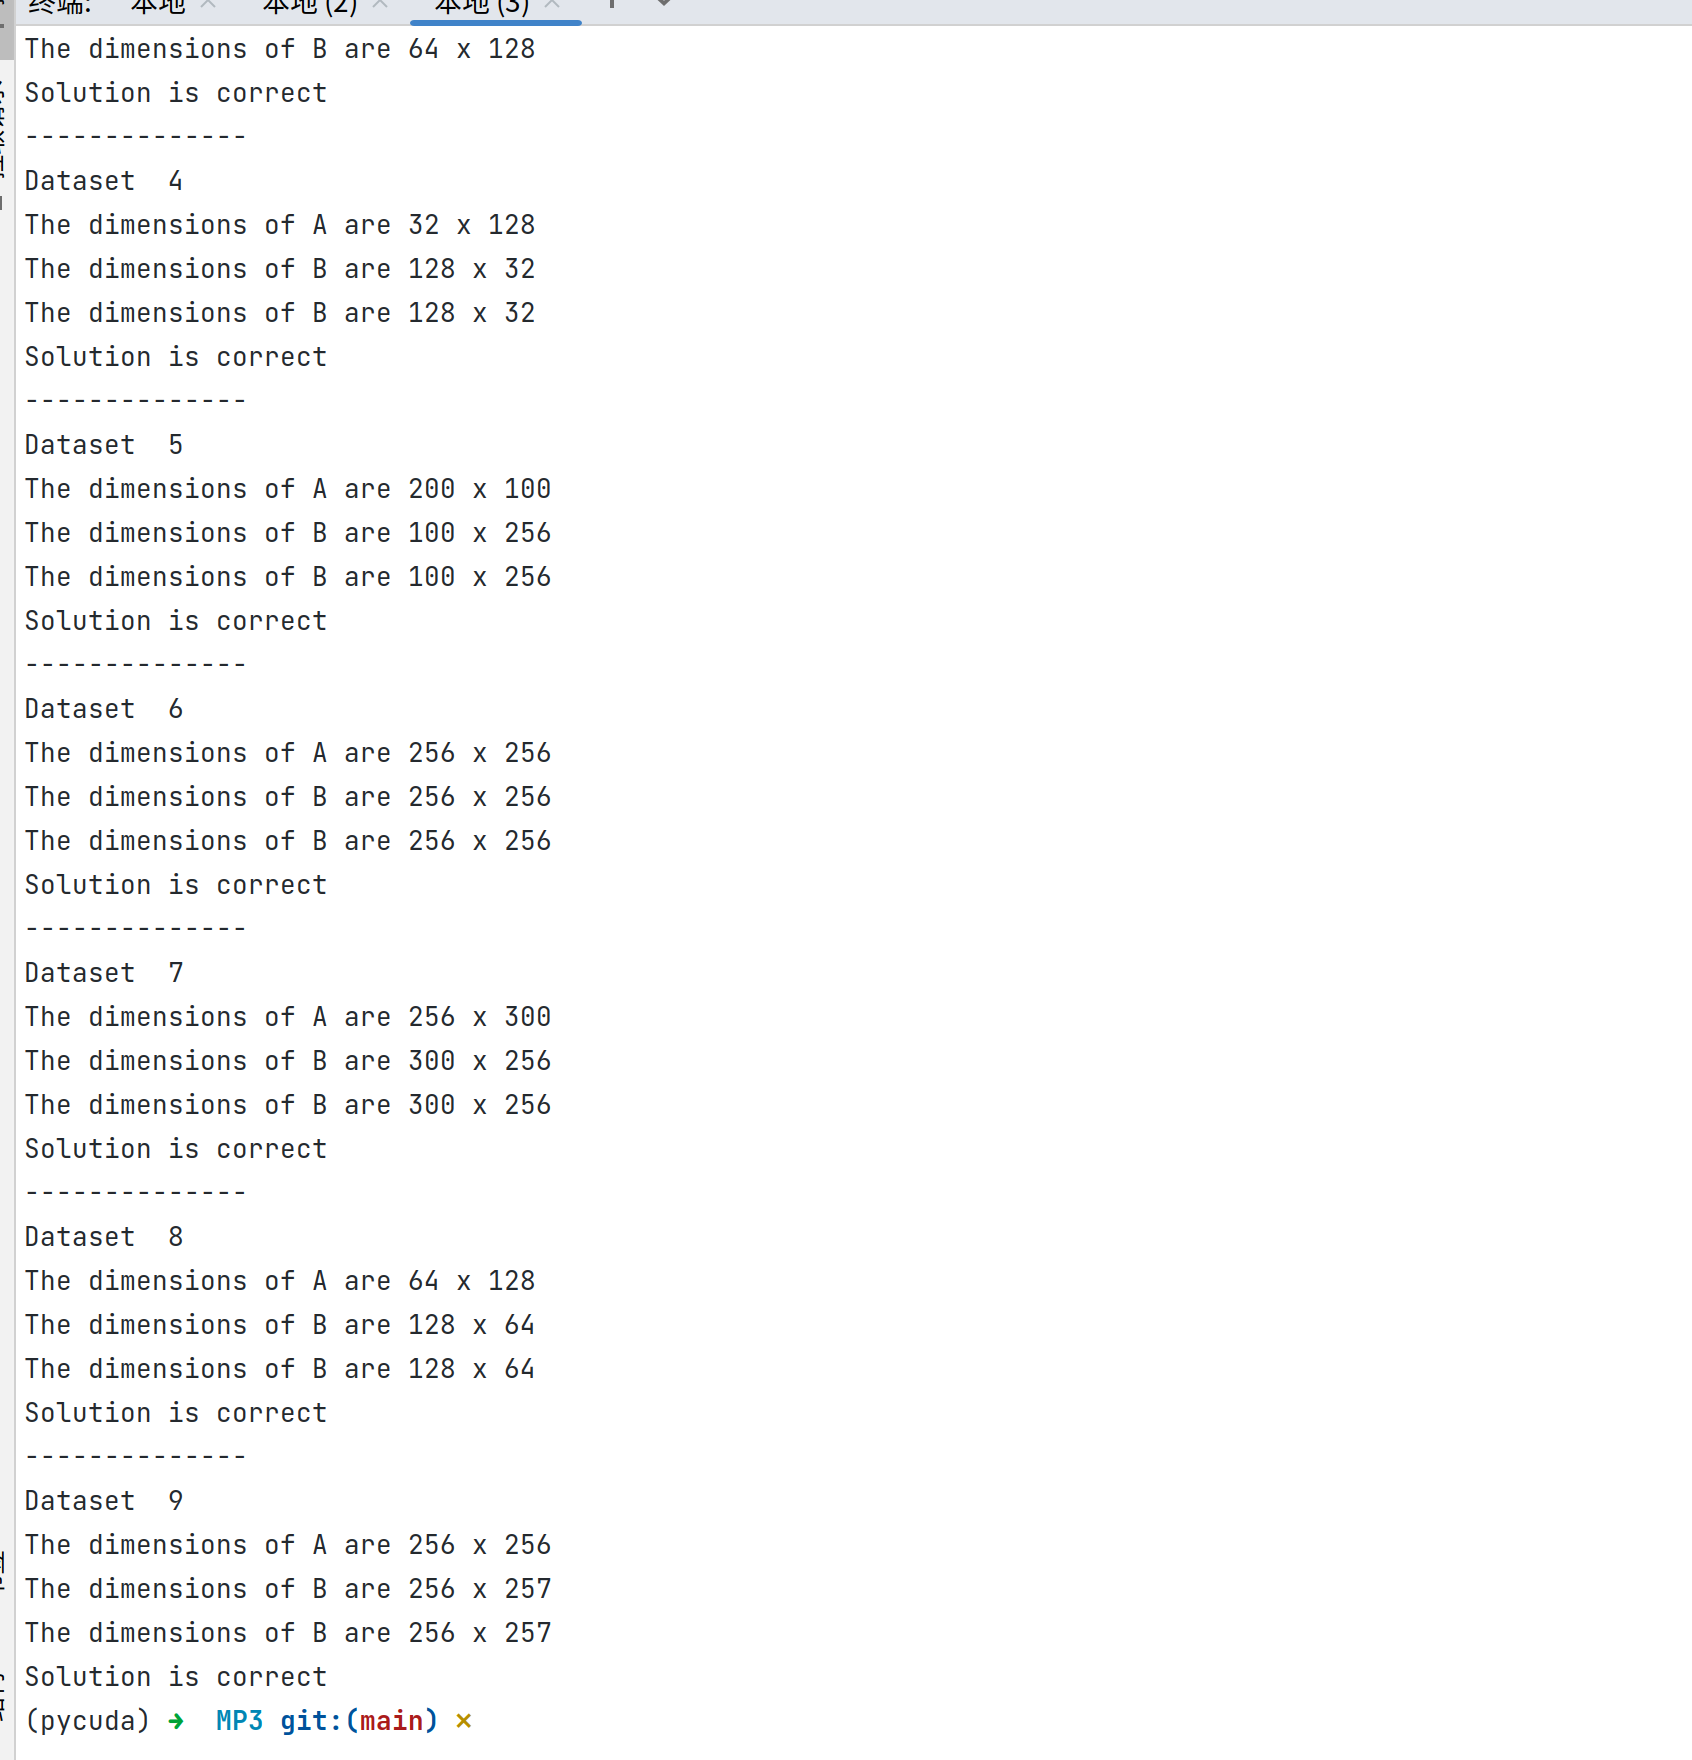 终端: 本地 × 本地 (2) × 本地 (3) ×
The dimensions of B are 64 x 128
Solution is correct
--------------
Dataset  4
The dimensions of A are 32 x 128
The dimensions of B are 128 x 32
The dimensions of B are 128 x 32
Solution is correct
--------------
Dataset  5
The dimensions of A are 200 x 100
The dimensions of B are 100 x 256
The dimensions of B are 100 x 256
Solution is correct
--------------
Dataset  6
The dimensions of A are 256 x 256
The dimensions of B are 256 x 256
The dimensions of B are 256 x 256
Solution is correct
--------------
Dataset  7
The dimensions of A are 256 x 300
The dimensions of B are 300 x 256
The dimensions of B are 300 x 256
Solution is correct
--------------
Dataset  8
The dimensions of A are 64 x 128
The dimensions of B are 128 x 64
The dimensions of B are 128 x 64
Solution is correct
--------------
Dataset  9
The dimensions of A are 256 x 256
The dimensions of B are 256 x 257
The dimensions of B are 256 x 257
Solution is correct
(pycuda) ➜  MP3 git:(main) ×